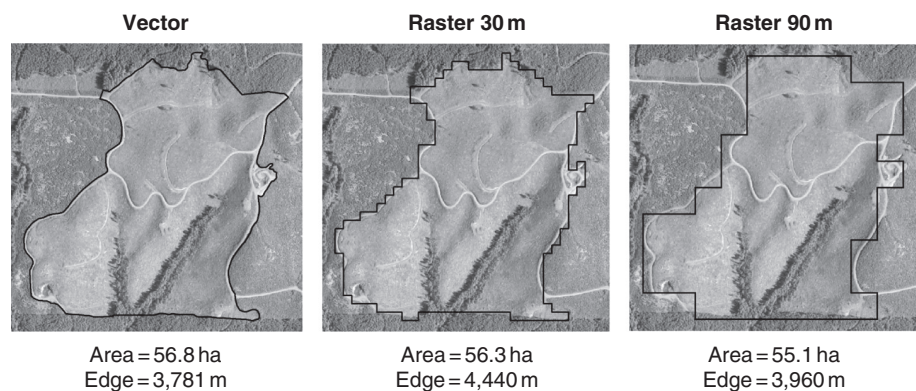 Vector
Raster 30 m
Raster 90 m
Area = 56.8 ha
Edge = 3,781 m
Area = 56.3 ha
Edge = 4,440 m
Area = 55.1 ha
Edge = 3,960 m